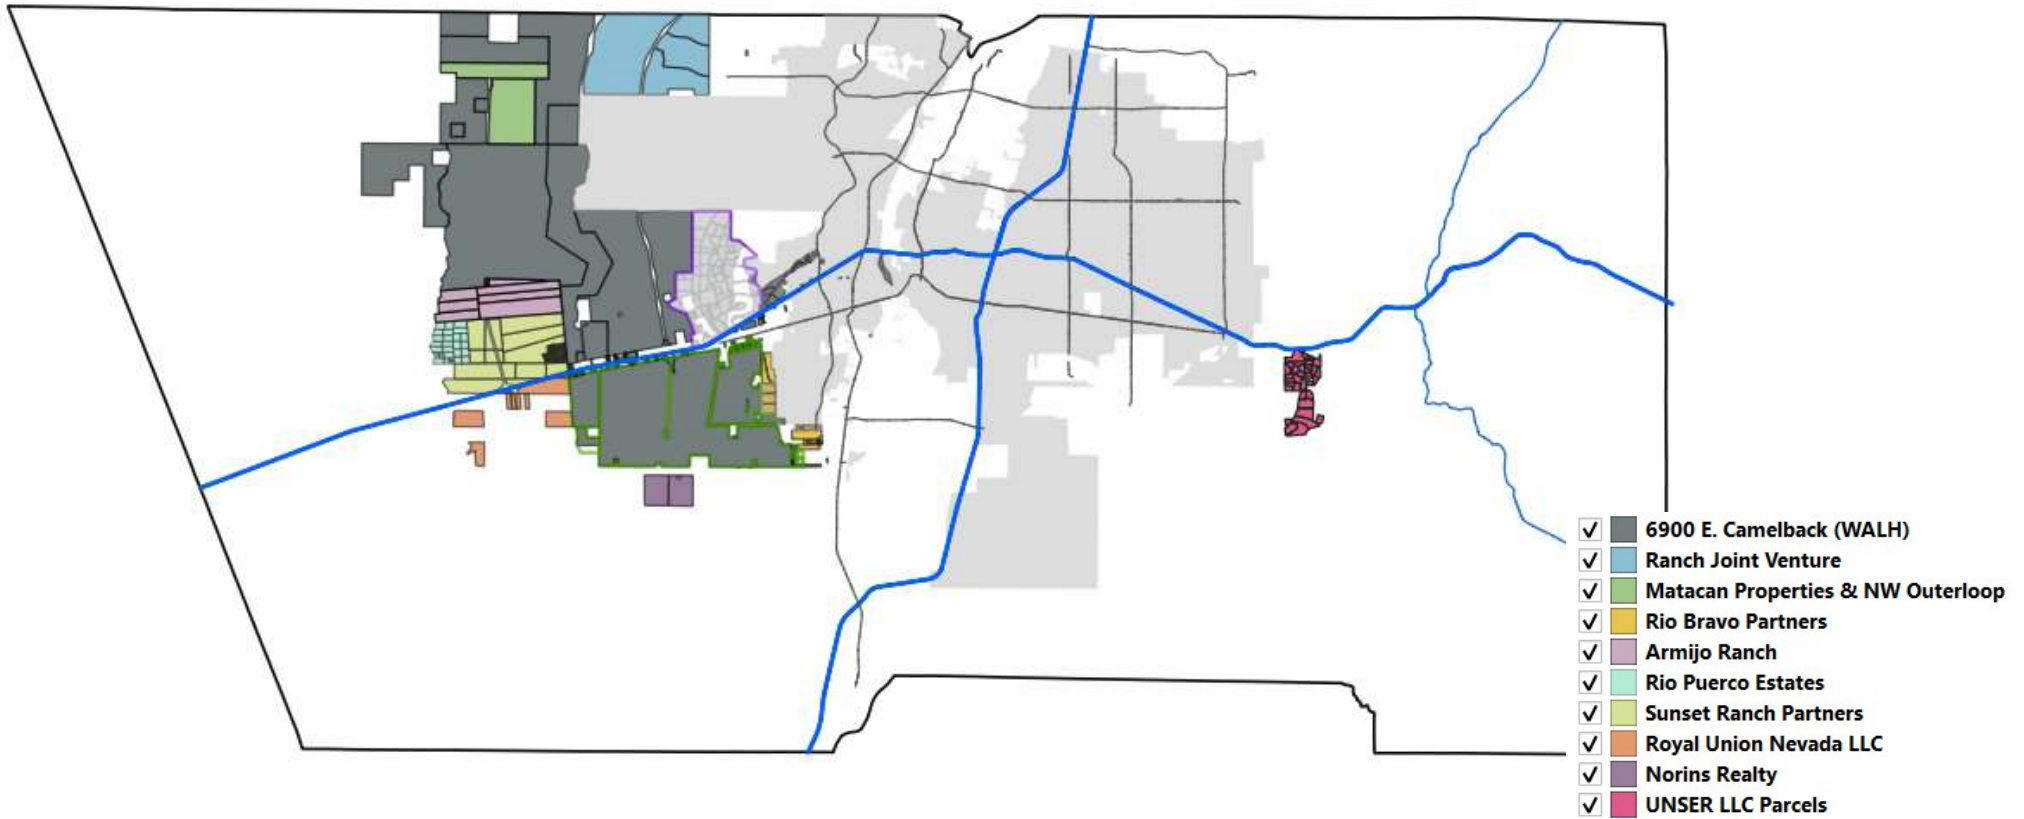 6900 E. Camelback (WALH)
Ranch Joint Venture
Matacan Properties & NW Outerloop
Rio Bravo Partners
Armijo Ranch
Rio Puerco Estates
Sunset Ranch Partners
Royal Union Nevada LLC
Norins Realty
UNSER LLC Parcels